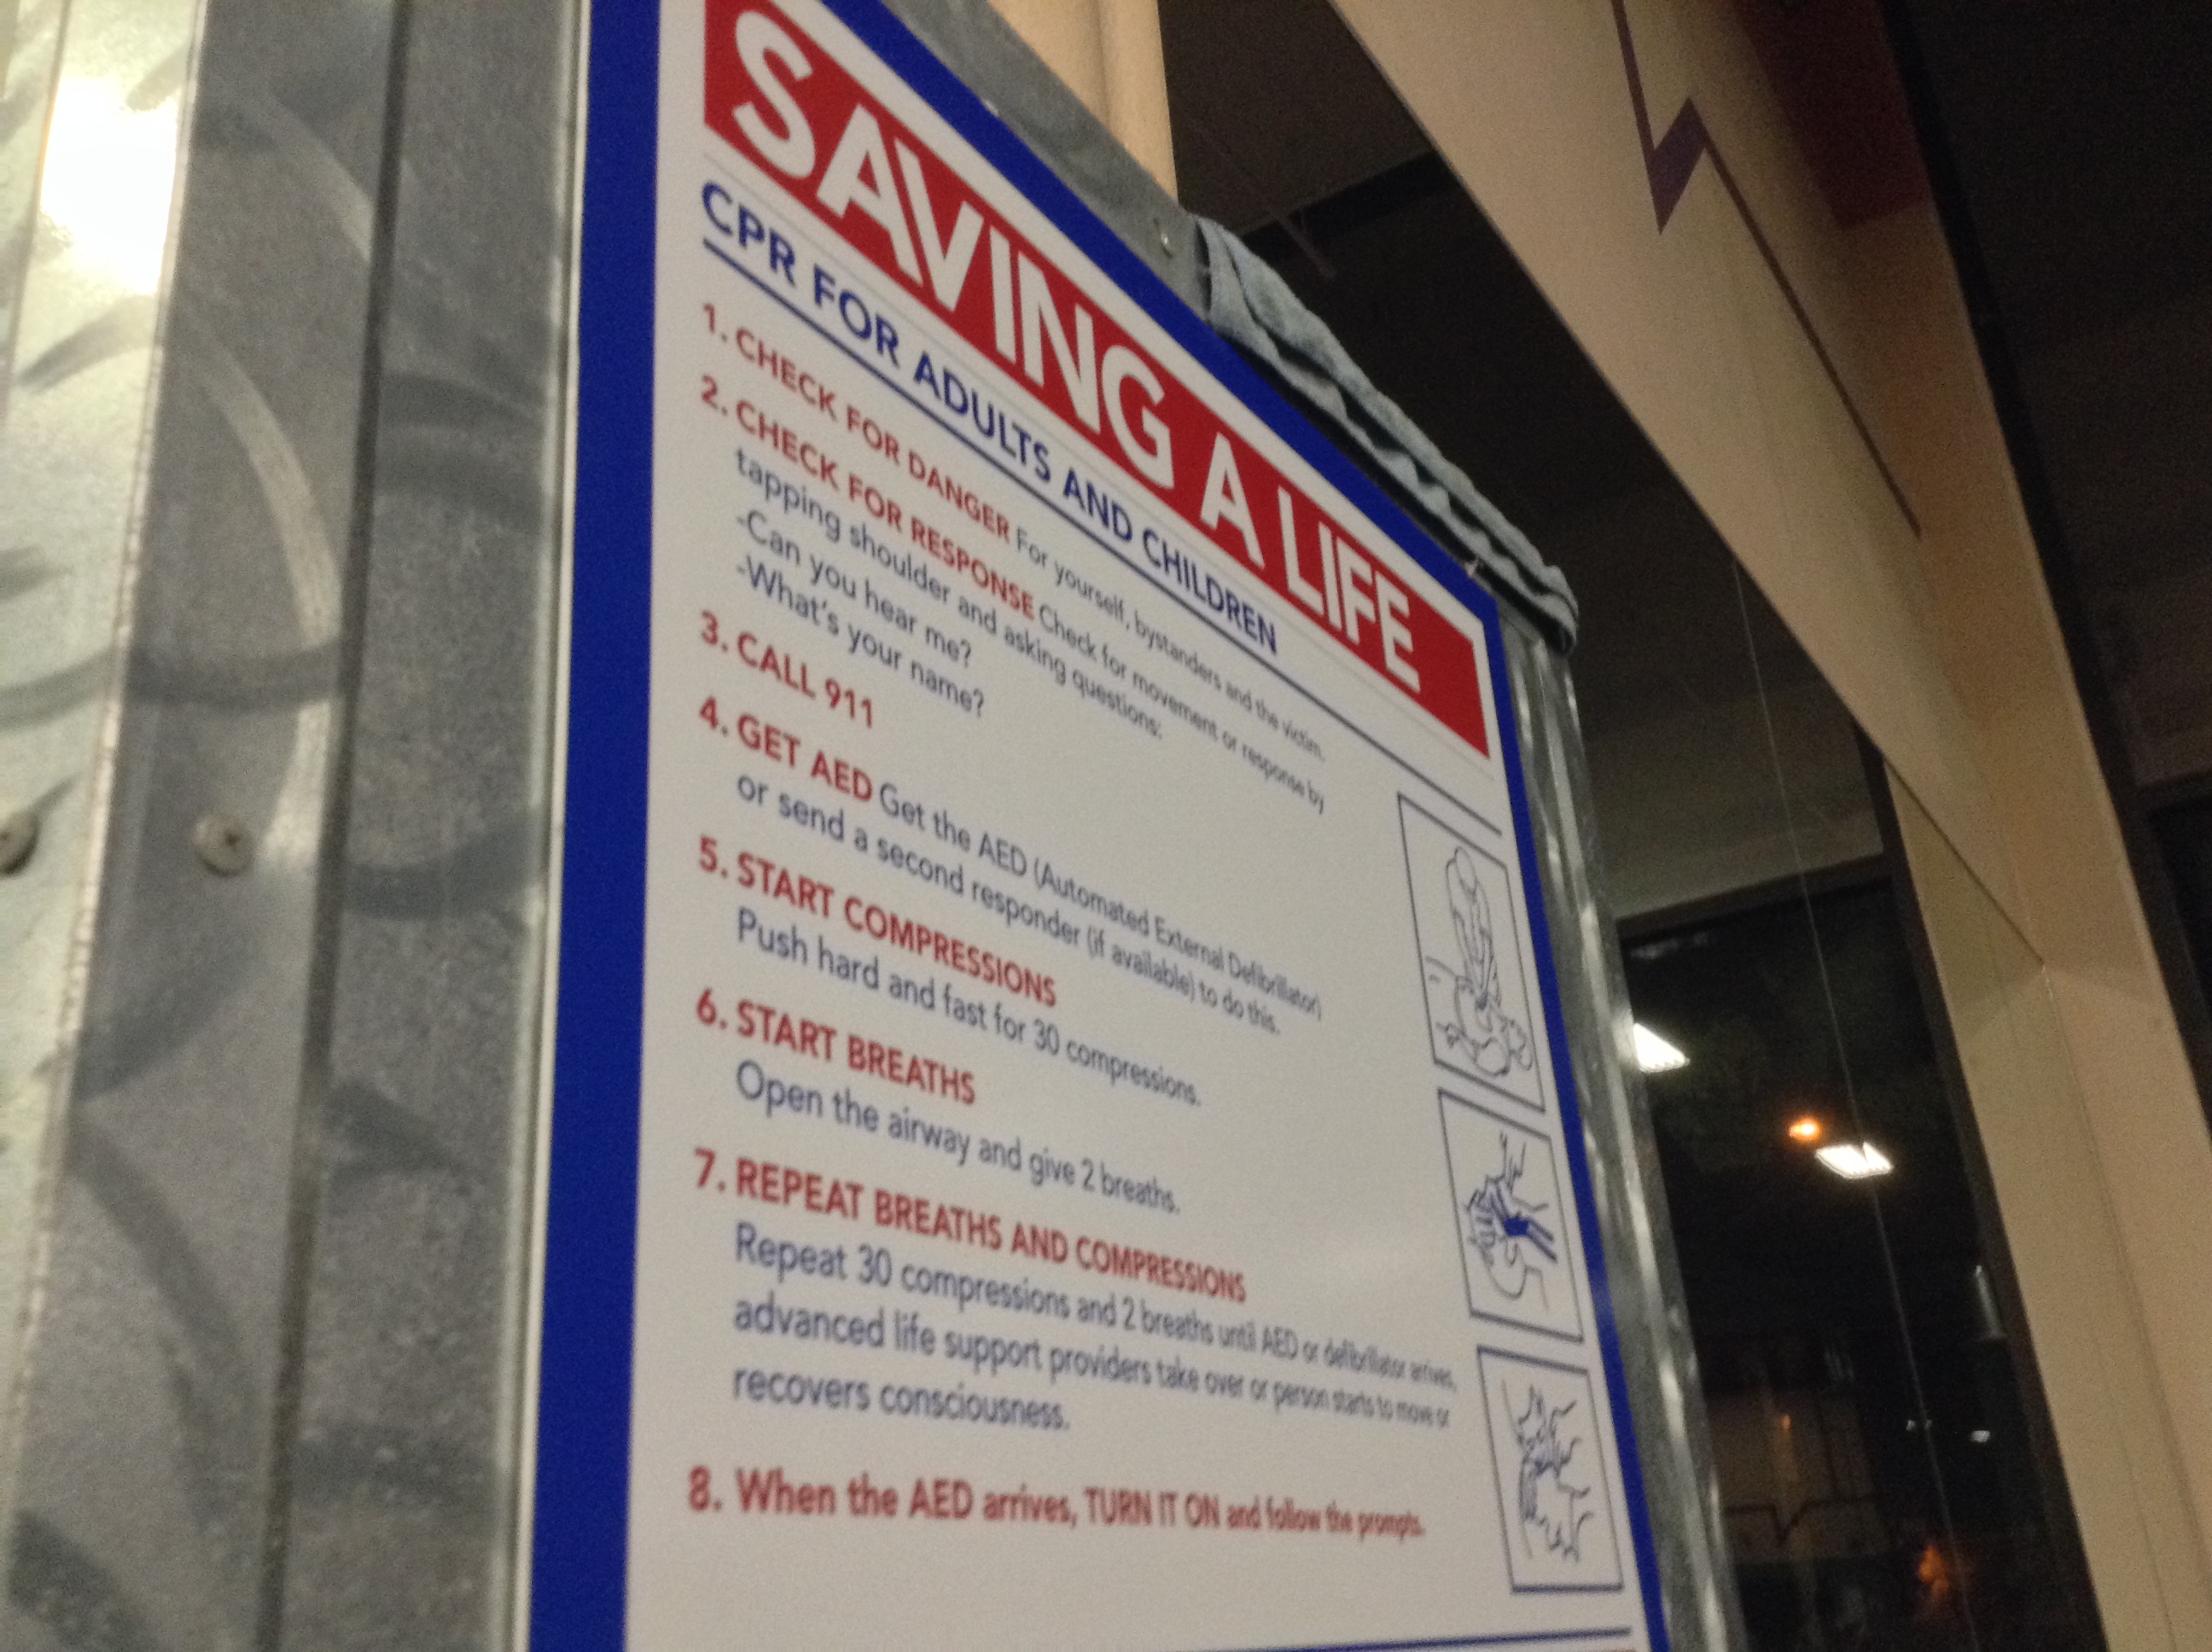 SAVING A LIFE
CPR FOR ADULTS AND CHILDREN
1. CHECK FOR DANGER For yourself, bystanders and the victim.
2. CHECK FOR RESPONSE Check for movement or response by
tapping shoulder and asking questions:
-Can you hear me?
-What's your name?
3. CALL 911
4. GET AED Get the AED (Automated External Defibrillator)
or send a second responder (if available) to do this.
5. START COMPRESSIONS
Push hard and fast for 30 compressions.
6. START BREATHS
Open the airway and give 2 breaths.
7. REPEAT BREATHS AND COMPRESSIONS
Repeat 30 compressions and 2 breaths until AED or defibrillator arrives,
advanced life support providers take over or person starts to move or
recovers consciousness.
8. When the AED arrives, TURN IT ON and follow the prompts.